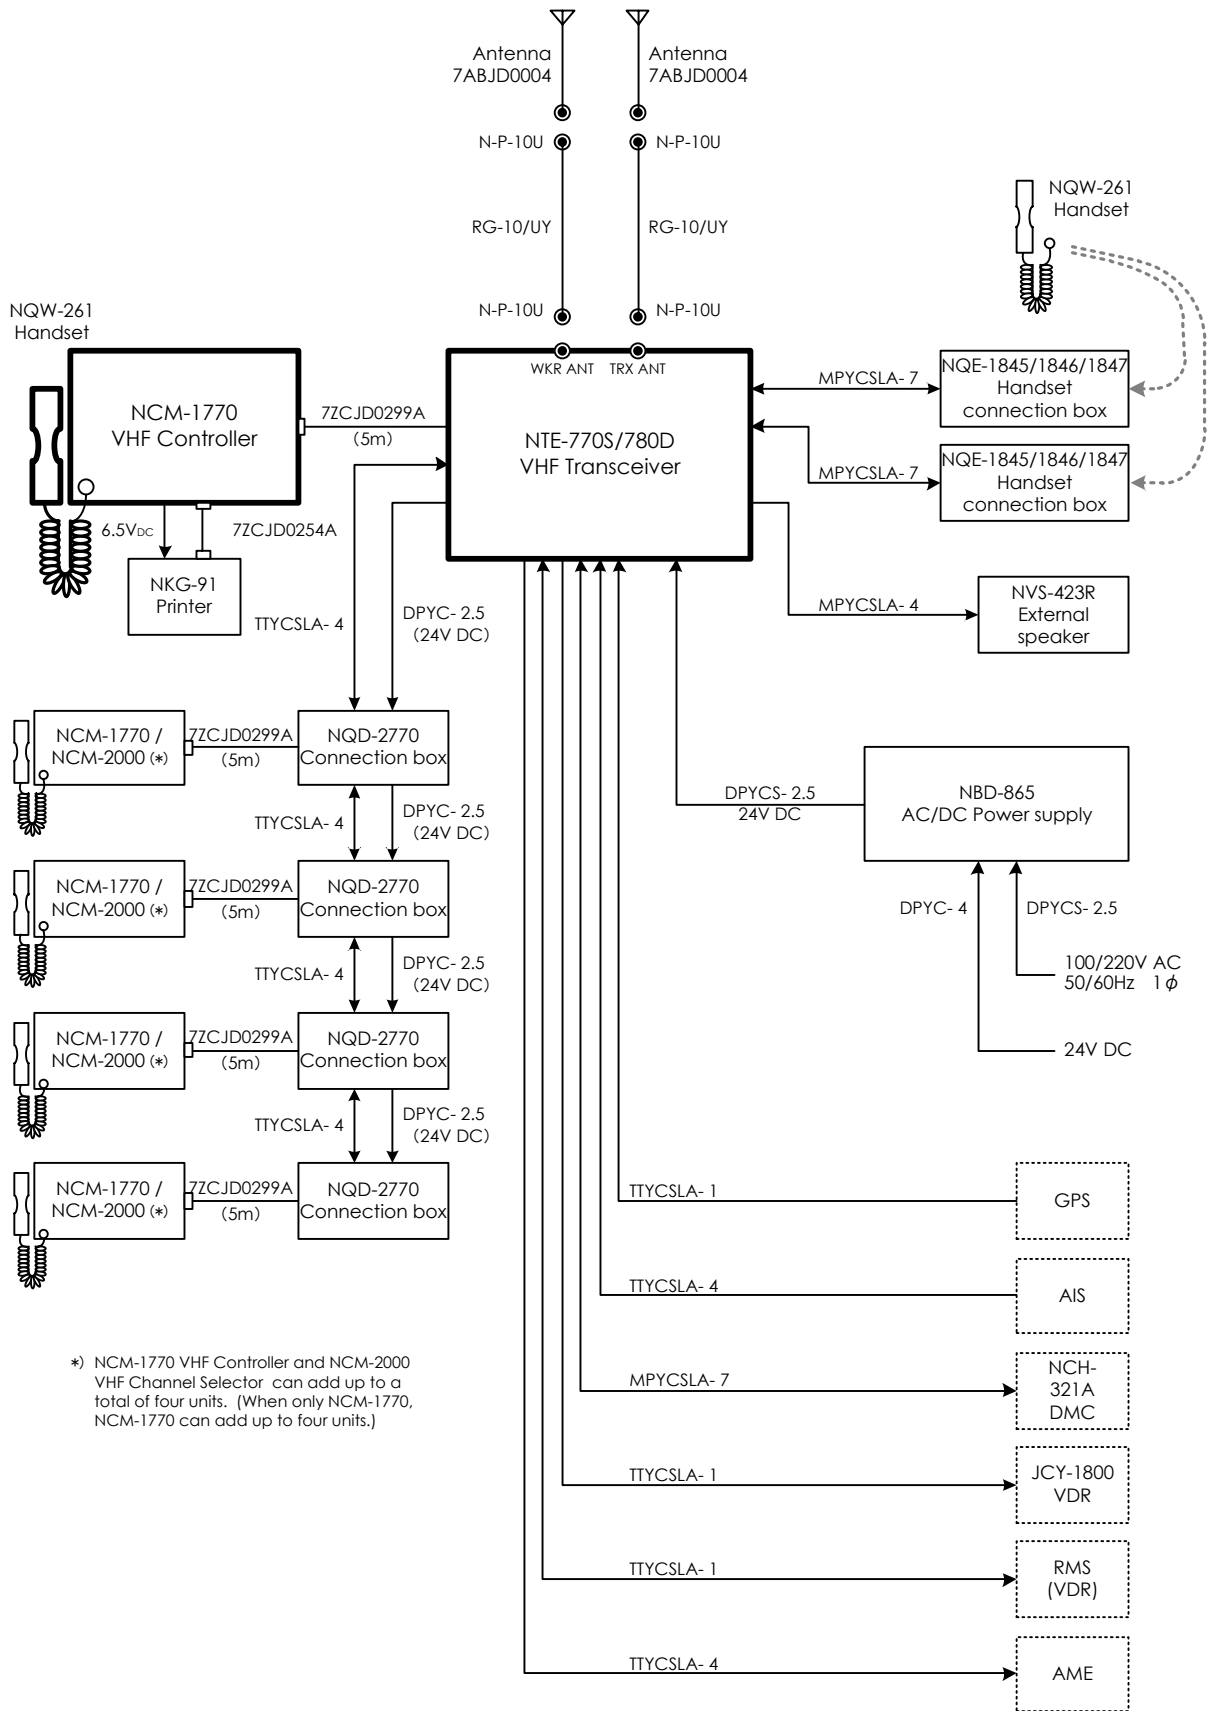 Antenna
7ABJD0004
Antenna
7ABJD0004
N-P-10U
N-P-10U
NQW-261
Handset
RG-10/UY
RG-10/UY
N-P-10U
N-P-10U
NQW-261
Handset
WKR ANT
TRX ANT
NCM-1770
VHF Controller
7ZCJD0299A
(5m)
NTE-770S/780D
VHF Transceiver
MPYCSLA- 7
NQE-1845/1846/1847
Handset
connection box
MPYCSLA- 7
NQE-1845/1846/1847
Handset
connection box
6.5VDC
7ZCJD0254A
NKG-91
Printer
TTYCSLA- 4
DPYC- 2.5
(24V DC)
MPYCSLA- 4
NVS-423R
External
speaker
NCM-1770 /
NCM-2000 (*)
7ZCJD0299A
(5m)
NQD-2770
Connection box
TTYCSLA- 4
DPYC- 2.5
(24V DC)
DPYCS- 2.5
24V DC
NBD-865
AC/DC Power supply
NCM-1770 /
NCM-2000 (*)
7ZCJD0299A
(5m)
NQD-2770
Connection box
DPYC- 4
DPYCS- 2.5
TTYCSLA- 4
DPYC- 2.5
(24V DC)
100/220V AC
50/60Hz 1ϕ
NCM-1770 /
NCM-2000 (*)
7ZCJD0299A
(5m)
NQD-2770
Connection box
24V DC
TTYCSLA- 4
DPYC- 2.5
(24V DC)
NCM-1770 /
NCM-2000 (*)
7ZCJD0299A
(5m)
NQD-2770
Connection box
TTYCSLA- 1
GPS
TTYCSLA- 4
AIS
*) NCM-1770 VHF Controller and NCM-2000
VHF Channel Selector can add up to a
total of four units. (When only NCM-1770,
NCM-1770 can add up to four units.)
MPYCSLA- 7
NCH-
321A
DMC
TTYCSLA- 1
JCY-1800
VDR
TTYCSLA- 1
RMS
(VDR)
TTYCSLA- 4
AME